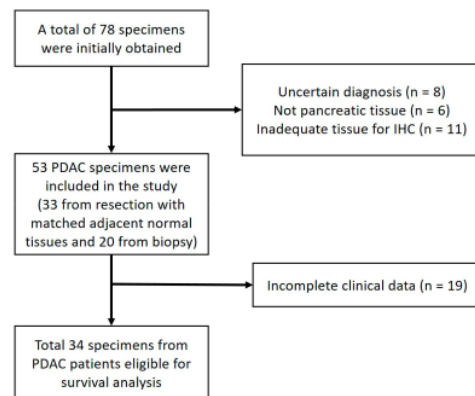 A total of 78 specimens
were initially obtained
Uncertain diagnosis (n = 8)
Not pancreatic tissue (n = 6)
Inadequate tissue for IHC (n = 11)
53 PDAC specimens were
included in the study
(33 from resection with
matched adjacent normal
tissues and 20 from biopsy)
Incomplete clinical data (n = 19)
Total 34 specimens from
PDAC patients eligible for
survival analysis